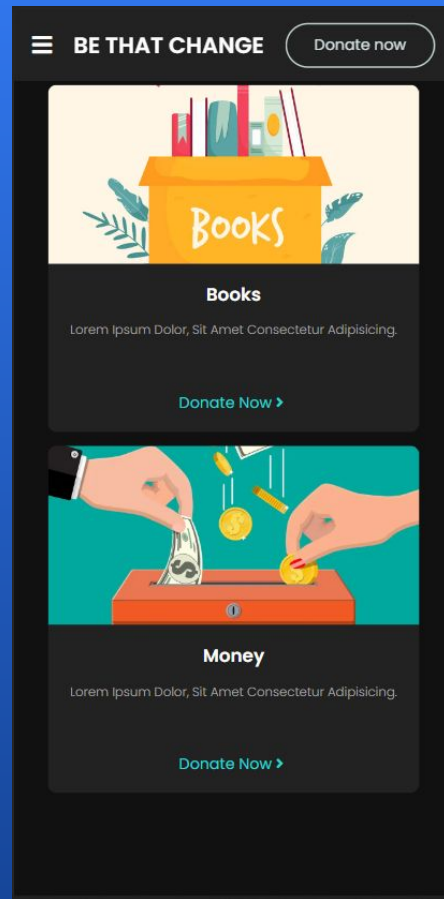 BE THAT CHANGE Donate now
BOOKS
Books
Lorem Ipsum Dolor, Sit Amet Consectetur Adipisicing.
Donate Now >
$ $ $
Money
Lorem Ipsum Dolor, Sit Amet Consectetur Adipisicing.
Donate Now >